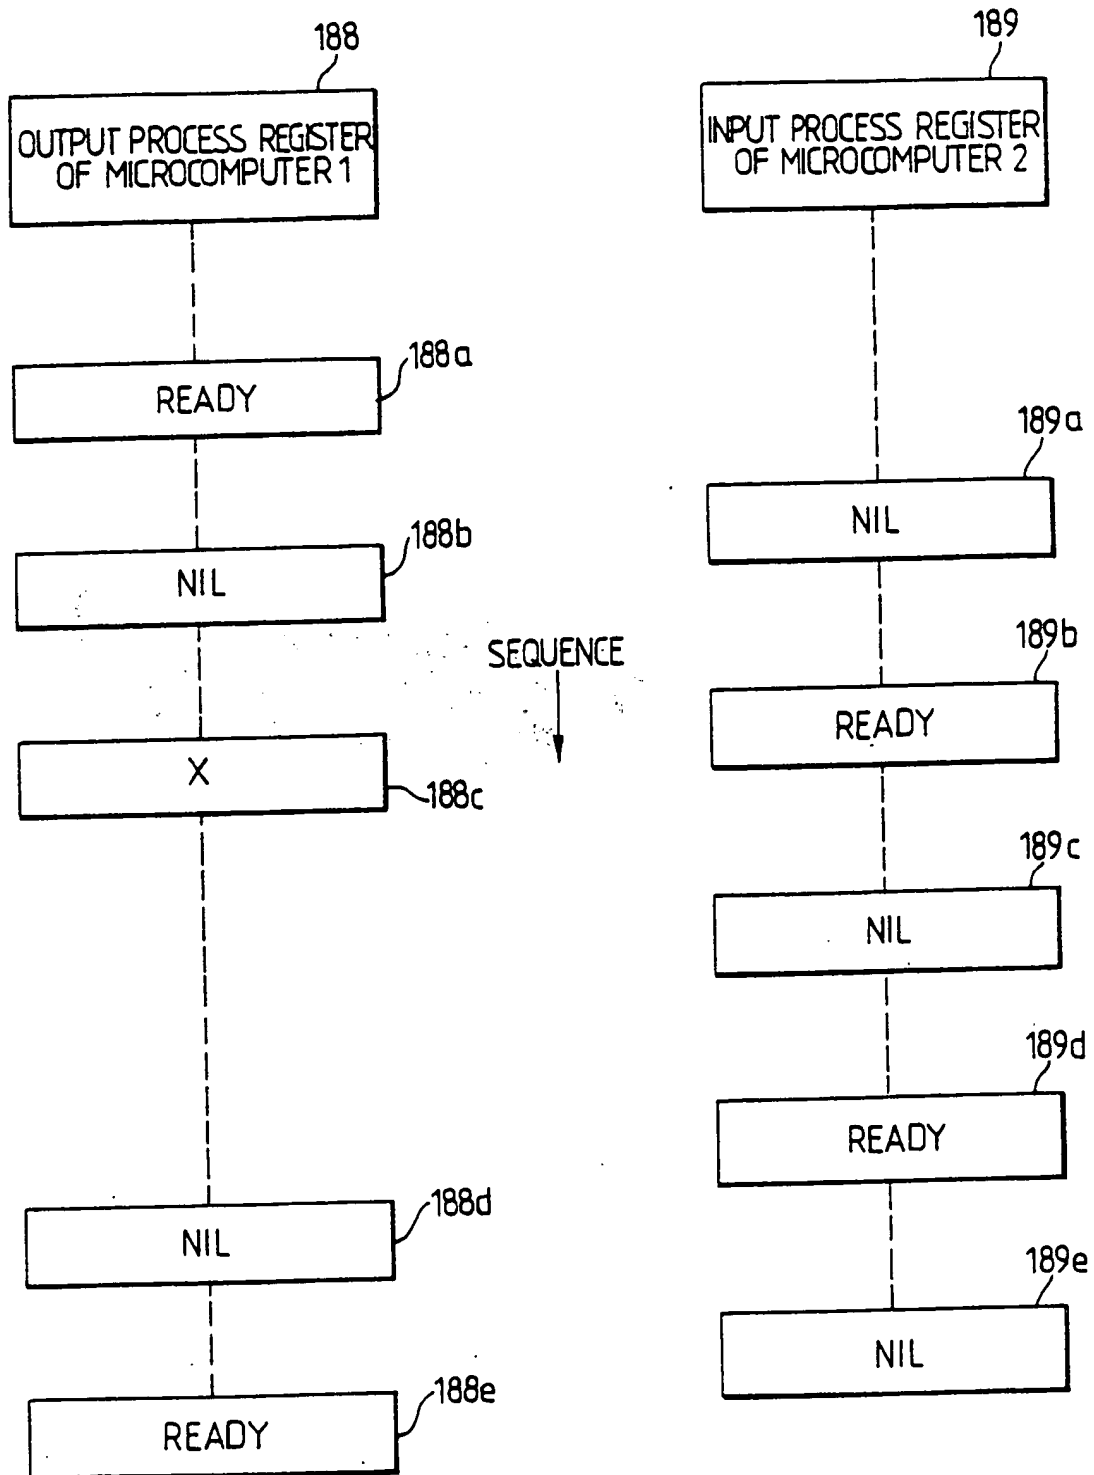 188
OUTPUT PROCESS REGISTER
OF MICROCOMPUTER 1
188a
READY
188b
NIL
X
188c
188d
NIL
188e
READY
SEQUENCE
189
INPUT PROCESS REGISTER
OF MICROCOMPUTER 2
189a
NIL
189b
READY
189c
NIL
189d
READY
189e
NIL